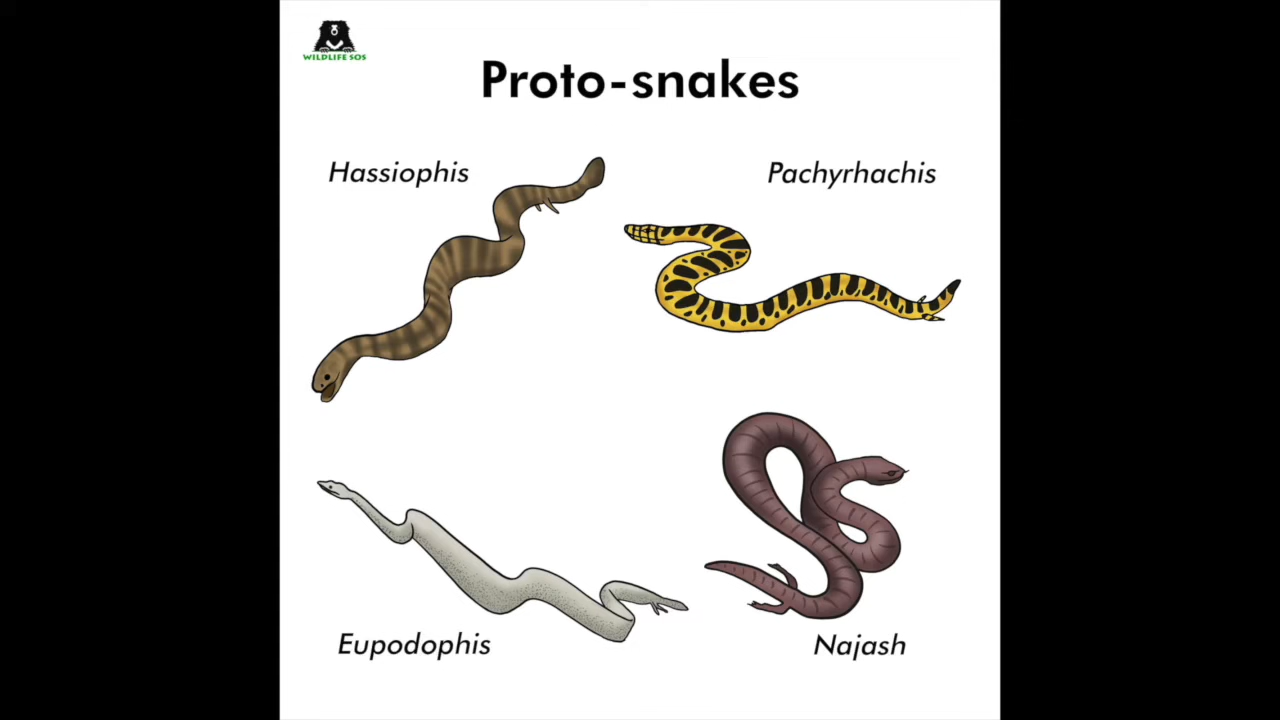 WILDLIFE SOS
Proto-snakes
Hassiophis
Pachyrhachis
Eupodophis
Najash